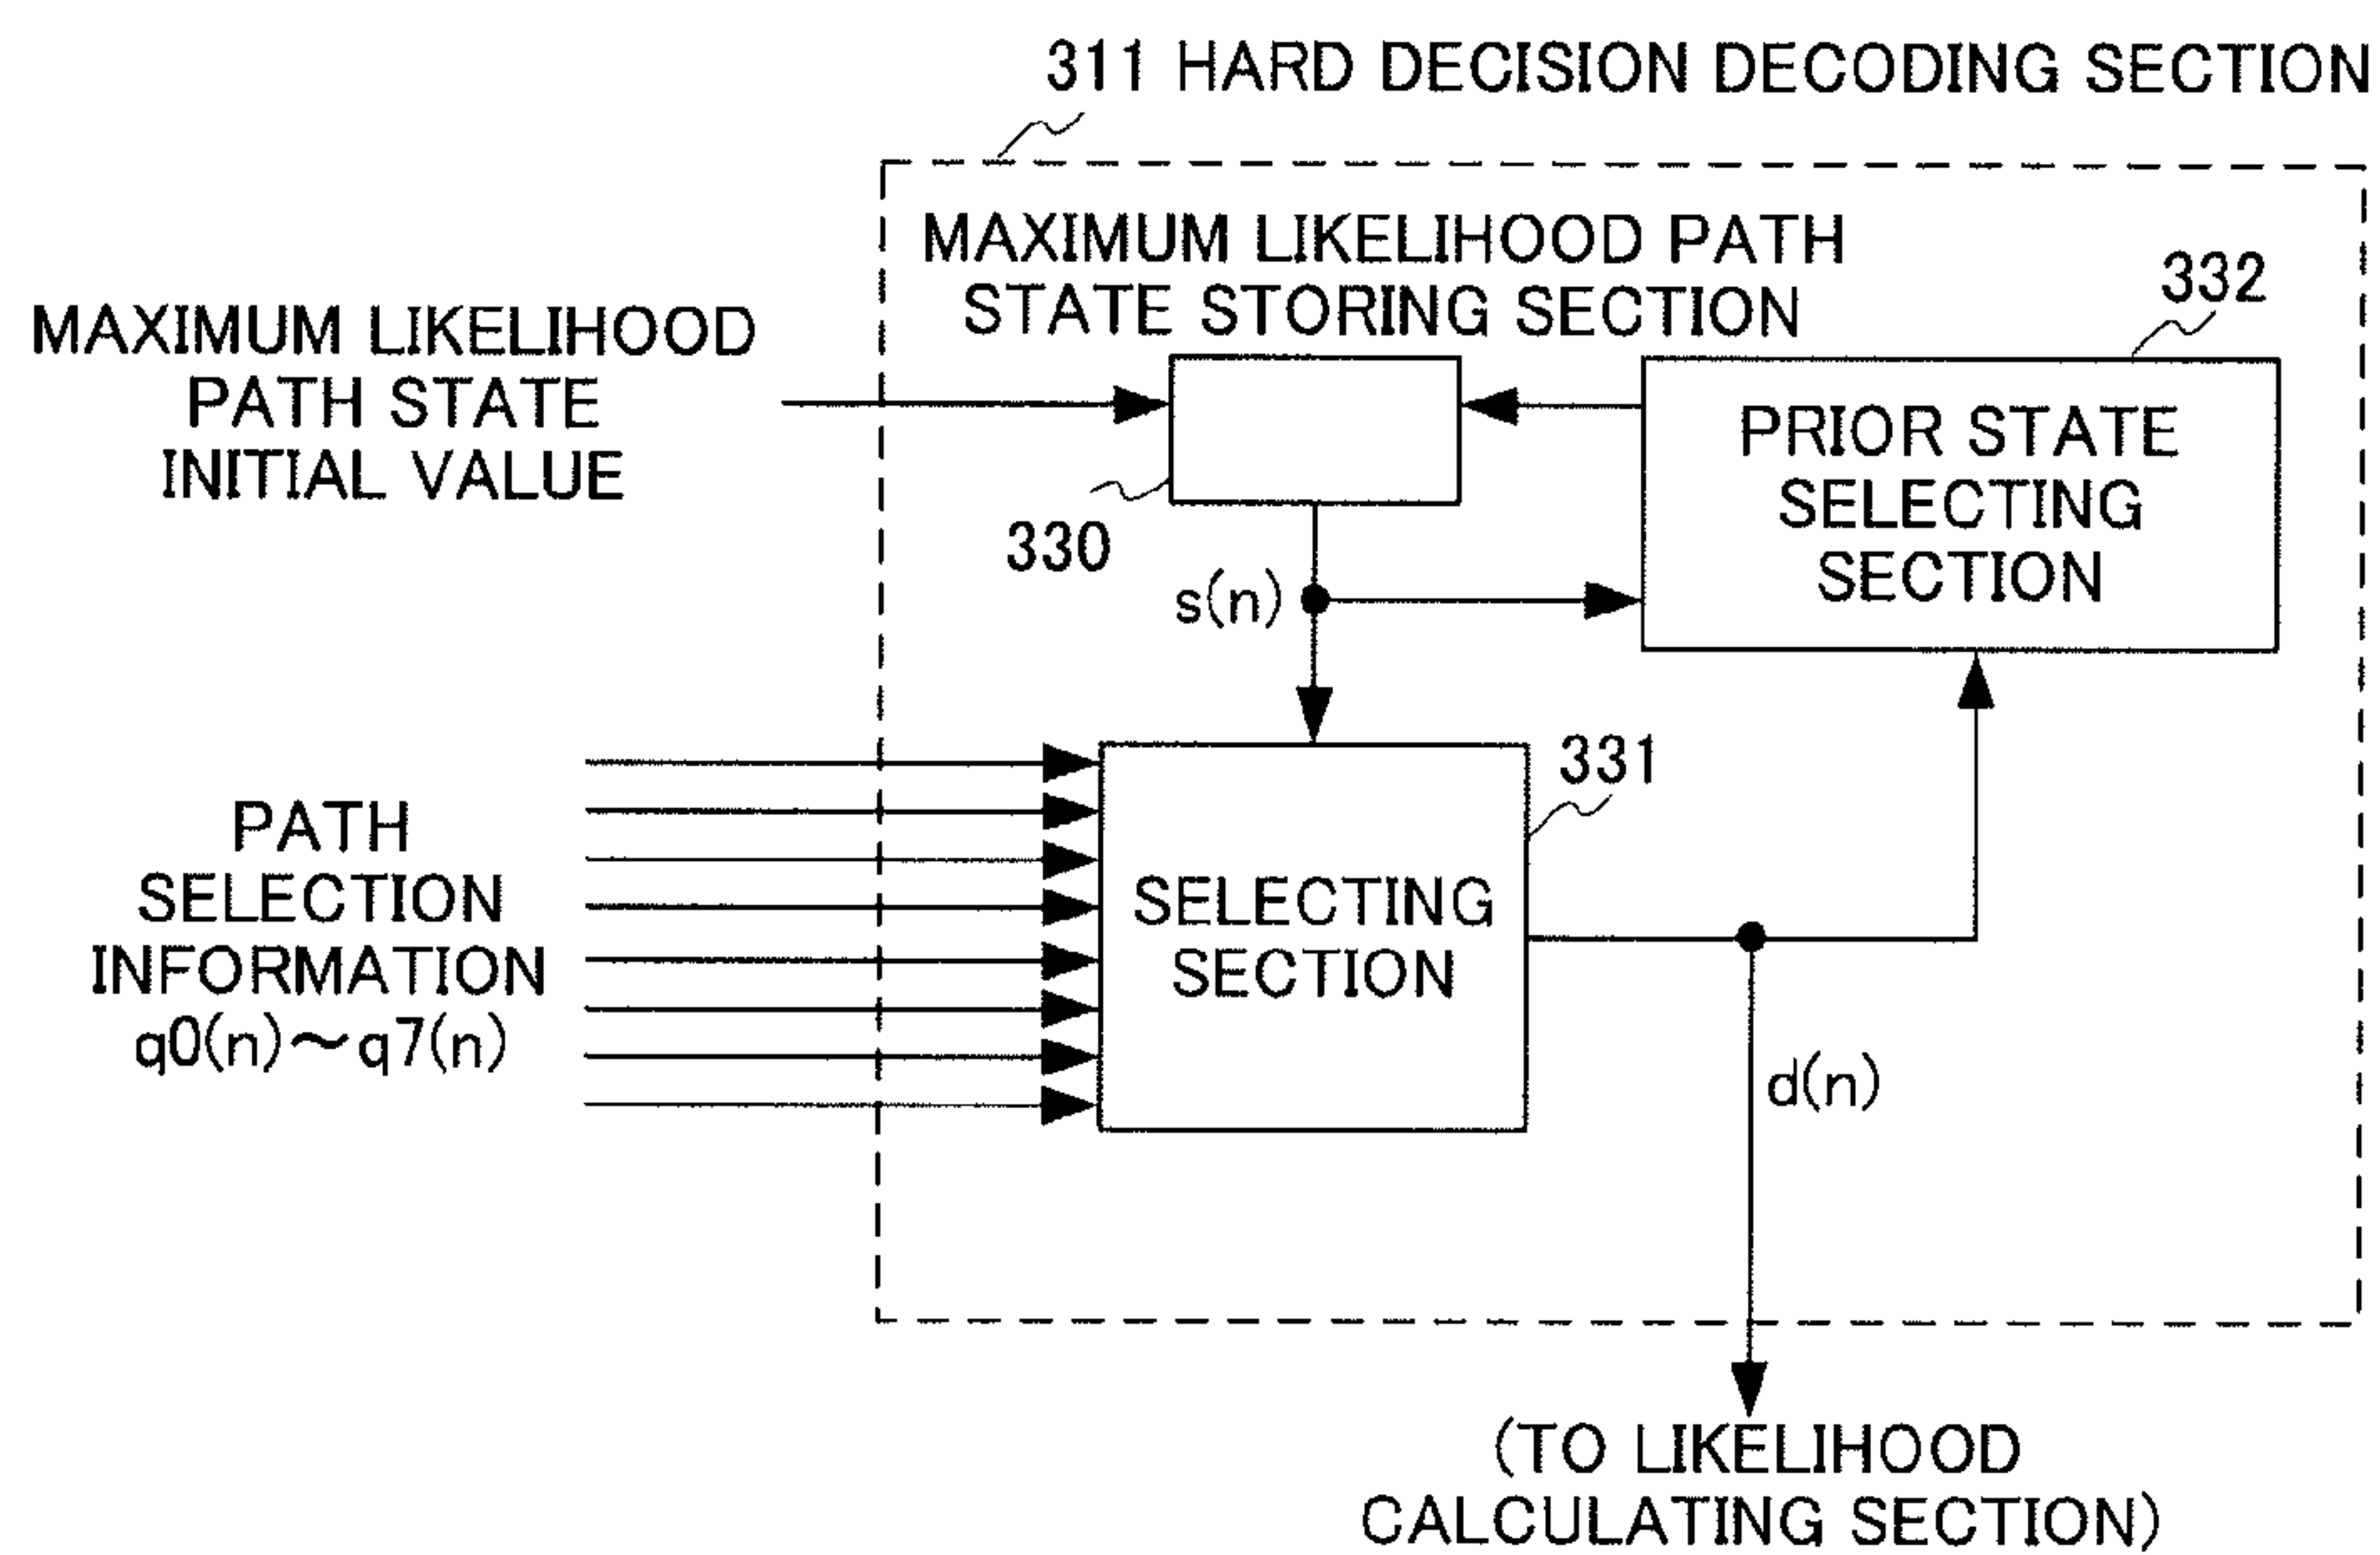 311 HARD DECISION DECODING SECTION
MAXIMUM LIKELIHOOD PATH
STATE STORING SECTION
332
MAXIMUM LIKELIHOOD
PATH STATE
INITIAL VALUE
PRIOR STATE
SELECTING
SECTION
330
s(n)
331
PATH
SELECTION
INFORMATION
q0(n)~q7(n)
SELECTING
SECTION
d(n)
(TO LIKELIHOOD
CALCULATING SECTION)